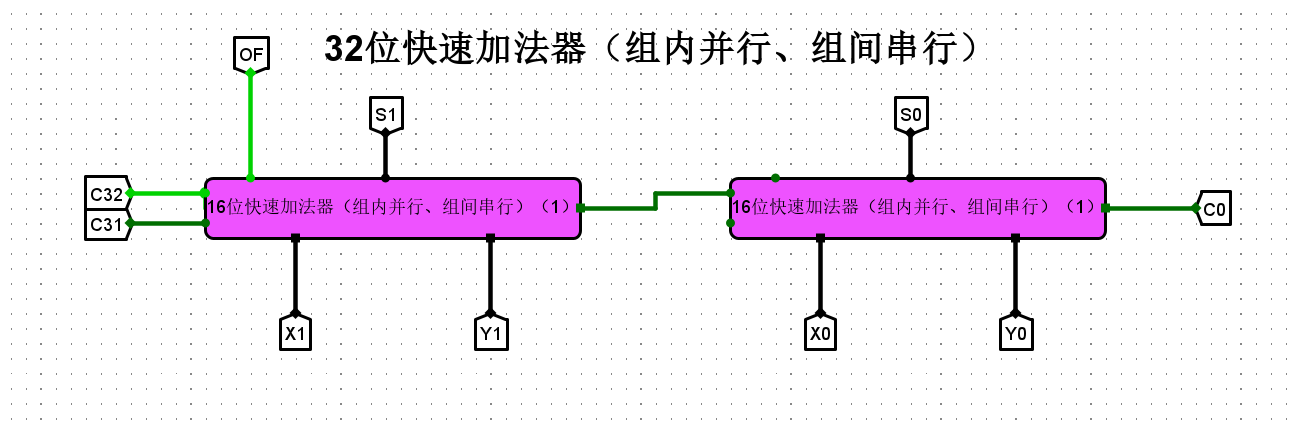 32位快速加法器（组内并行、组间串行）
OF
S1
S0
C32
C31
16位快速加法器（组内并行、组间串行）（1）
16位快速加法器（组内并行、组间串行）（1）
C0
X1
Y1
X0
Y0